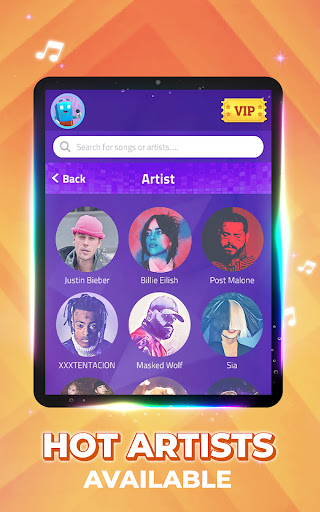 VIP
Search for songs or artists....
Back
Artist
Justin Bieber
Billie Eilish
Post Malone
XXXTENTACION
Masked Wolf
Sia
HOT ARTISTS
AVAILABLE